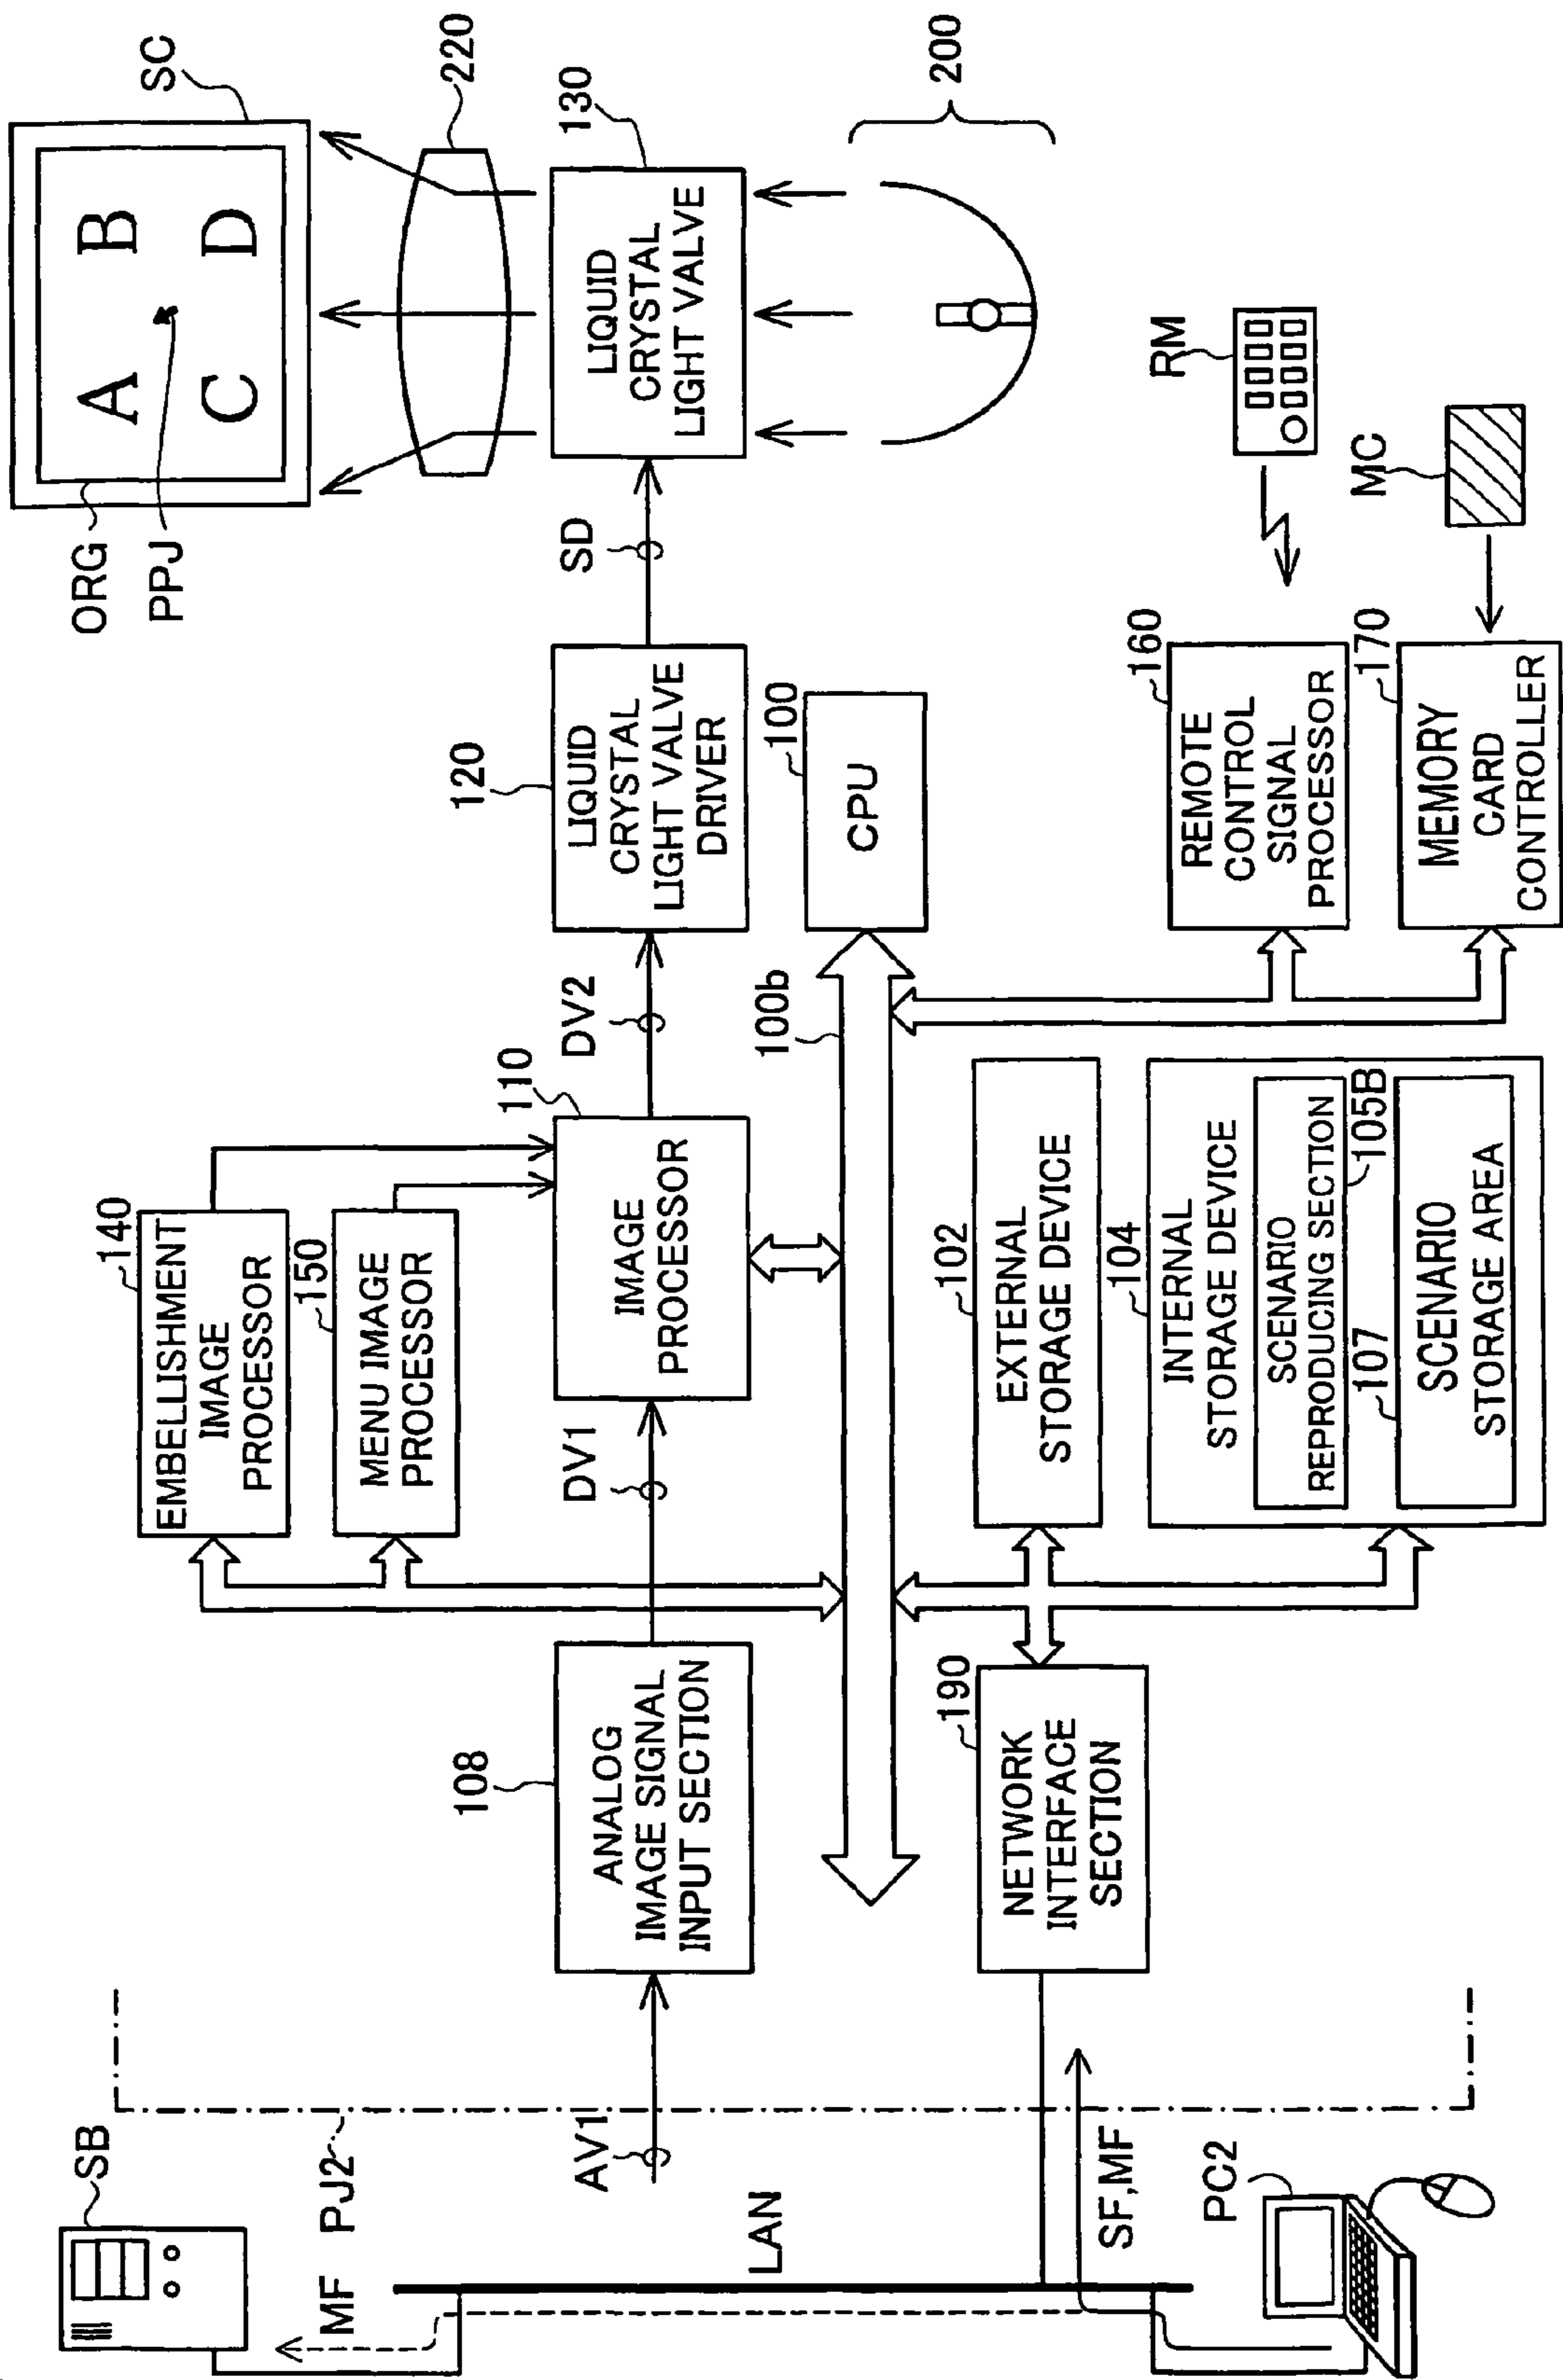 SB
MF
PJ2
LAN
AV1
SF,MF
PC2
108
ANALOG
IMAGE SIGNAL
INPUT SECTION
190
NETWORK
INTERFACE
SECTION
140
EMBELLISHMENT
IMAGE
PROCESSOR
150
MENU IMAGE
PROCESSOR
DV1
110
IMAGE
PROCESSOR
DV2
100b
102
EXTERNAL
STORAGE DEVICE
104
INTERNAL
STORAGE DEVICE
SCENARIO
REPRODUCING SECTION
105B
107
SCENARIO
STORAGE AREA
120
LIQUID
CRYSTAL
LIGHT VALVE
DRIVER
100
CPU
160
REMOTE
CONTROL
SIGNAL
PROCESSOR
170
MEMORY
CARD
CONTROLLER
ORG
PPJ
SD
A B
C D
SC
220
130
LIQUID
CRYSTAL
LIGHT VALVE
200
RM
MC